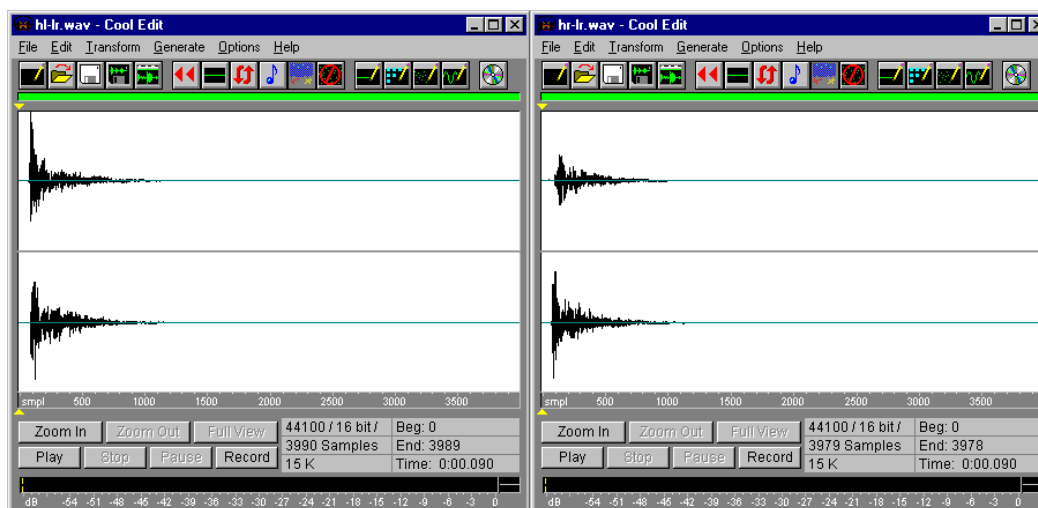 hl-lr.wav - Cool Edit
File Edit Transform Generate Options Help
smpl 500 1000 1500 2000 2500 3000 3500
Zoom In Zoom Out Full View 44100 / 16 bit / Beg: 0
3990 Samples End: 3989
Play Stop Pause Record
15 K Time: 0:00.090
dB -54 -51 -48 -45 -42 -39 -36 -33 -30 -27 -24 -21 -18 -15 -12 -9 -6 -3 0
hr-lr.wav - Cool Edit
File Edit Transform Generate Options Help
smpl 500 1000 1500 2000 2500 3000 3500
Zoom In Zoom Out Full View 44100 / 16 bit / Beg: 0
3979 Samples End: 3978
Play Stop Pause Record
15 K Time: 0:00.090
dB -54 -51 -48 -45 -42 -39 -36 -33 -30 -27 -24 -21 -18 -15 -12 -9 -6 -3 0